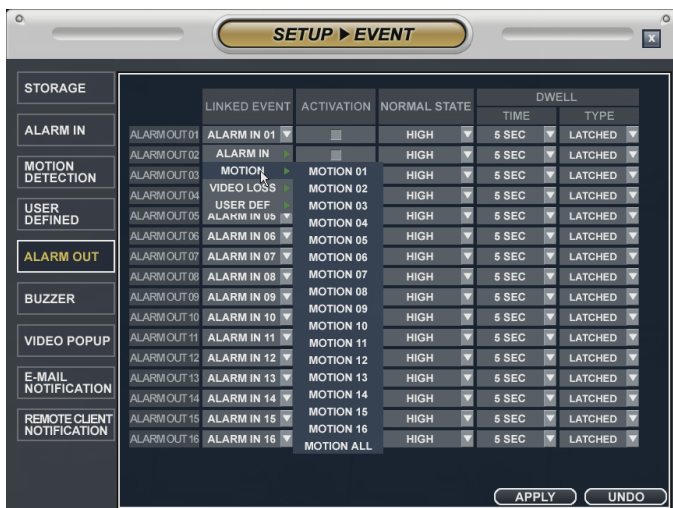 SETUP ▶ EVENT
X
STORAGE
ALARM IN
MOTION
DETECTION
USER
DEFINED
ALARM OUT
BUZZER
VIDEO POPUP
E-MAIL
NOTIFICATION
REMOTE CLIENT
NOTIFICATION
LINKED EVENT ACTIVATION NORMAL STATE DWELL
TIME TYPE
ALARM OUT 01 ALARM IN 01 HIGH 5 SEC LATCHED
ALARM OUT 02 ALARM IN HIGH 5 SEC LATCHED
ALARM OUT 03 MOTION MOTION 01 HIGH 5 SEC LATCHED
ALARM OUT 04 VIDEO LOSS MOTION 02 HIGH 5 SEC LATCHED
USER DEF MOTION 03
ALARM OUT 05 ALARM IN 05 MOTION 04 HIGH 5 SEC LATCHED
ALARM OUT 06 ALARM IN 06 MOTION 05 HIGH 5 SEC LATCHED
ALARM OUT 07 ALARM IN 07 MOTION 06 HIGH 5 SEC LATCHED
ALARM OUT 08 ALARM IN 08 MOTION 07 HIGH 5 SEC LATCHED
ALARM OUT 09 ALARM IN 09 MOTION 08 HIGH 5 SEC LATCHED
MOTION 09
ALARM OUT 10 ALARM IN 10 MOTION 10 HIGH 5 SEC LATCHED
ALARM OUT 11 ALARM IN 11 MOTION 11 HIGH 5 SEC LATCHED
ALARM OUT 12 ALARM IN 12 MOTION 12 HIGH 5 SEC LATCHED
ALARM OUT 13 ALARM IN 13 MOTION 13 HIGH 5 SEC LATCHED
ALARM OUT 14 ALARM IN 14 MOTION 14 HIGH 5 SEC LATCHED
ALARM OUT 15 ALARM IN 15 MOTION 15 HIGH 5 SEC LATCHED
ALARM OUT 16 ALARM IN 16 MOTION 16 HIGH 5 SEC LATCHED
MOTION ALL
APPLY UNDO